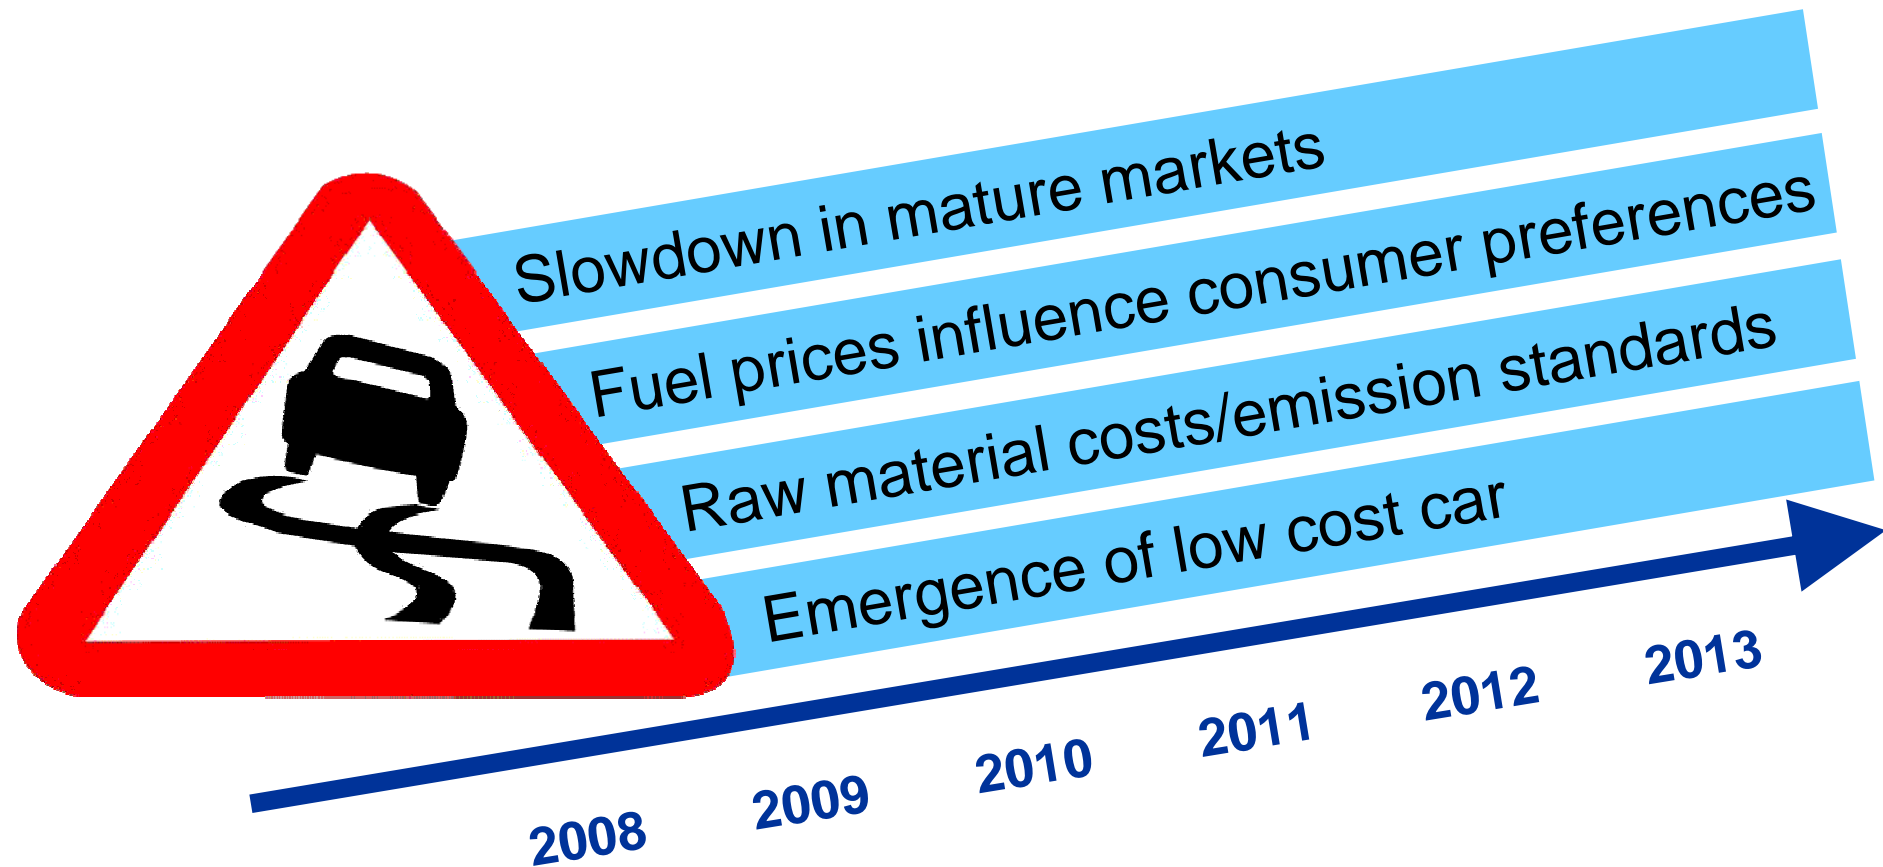 Slowdown in mature markets
Fuel prices influence consumer preferences
Raw material costs/emission standards
Emergence of low cost car
2008 2009 2010 2011 2012 2013